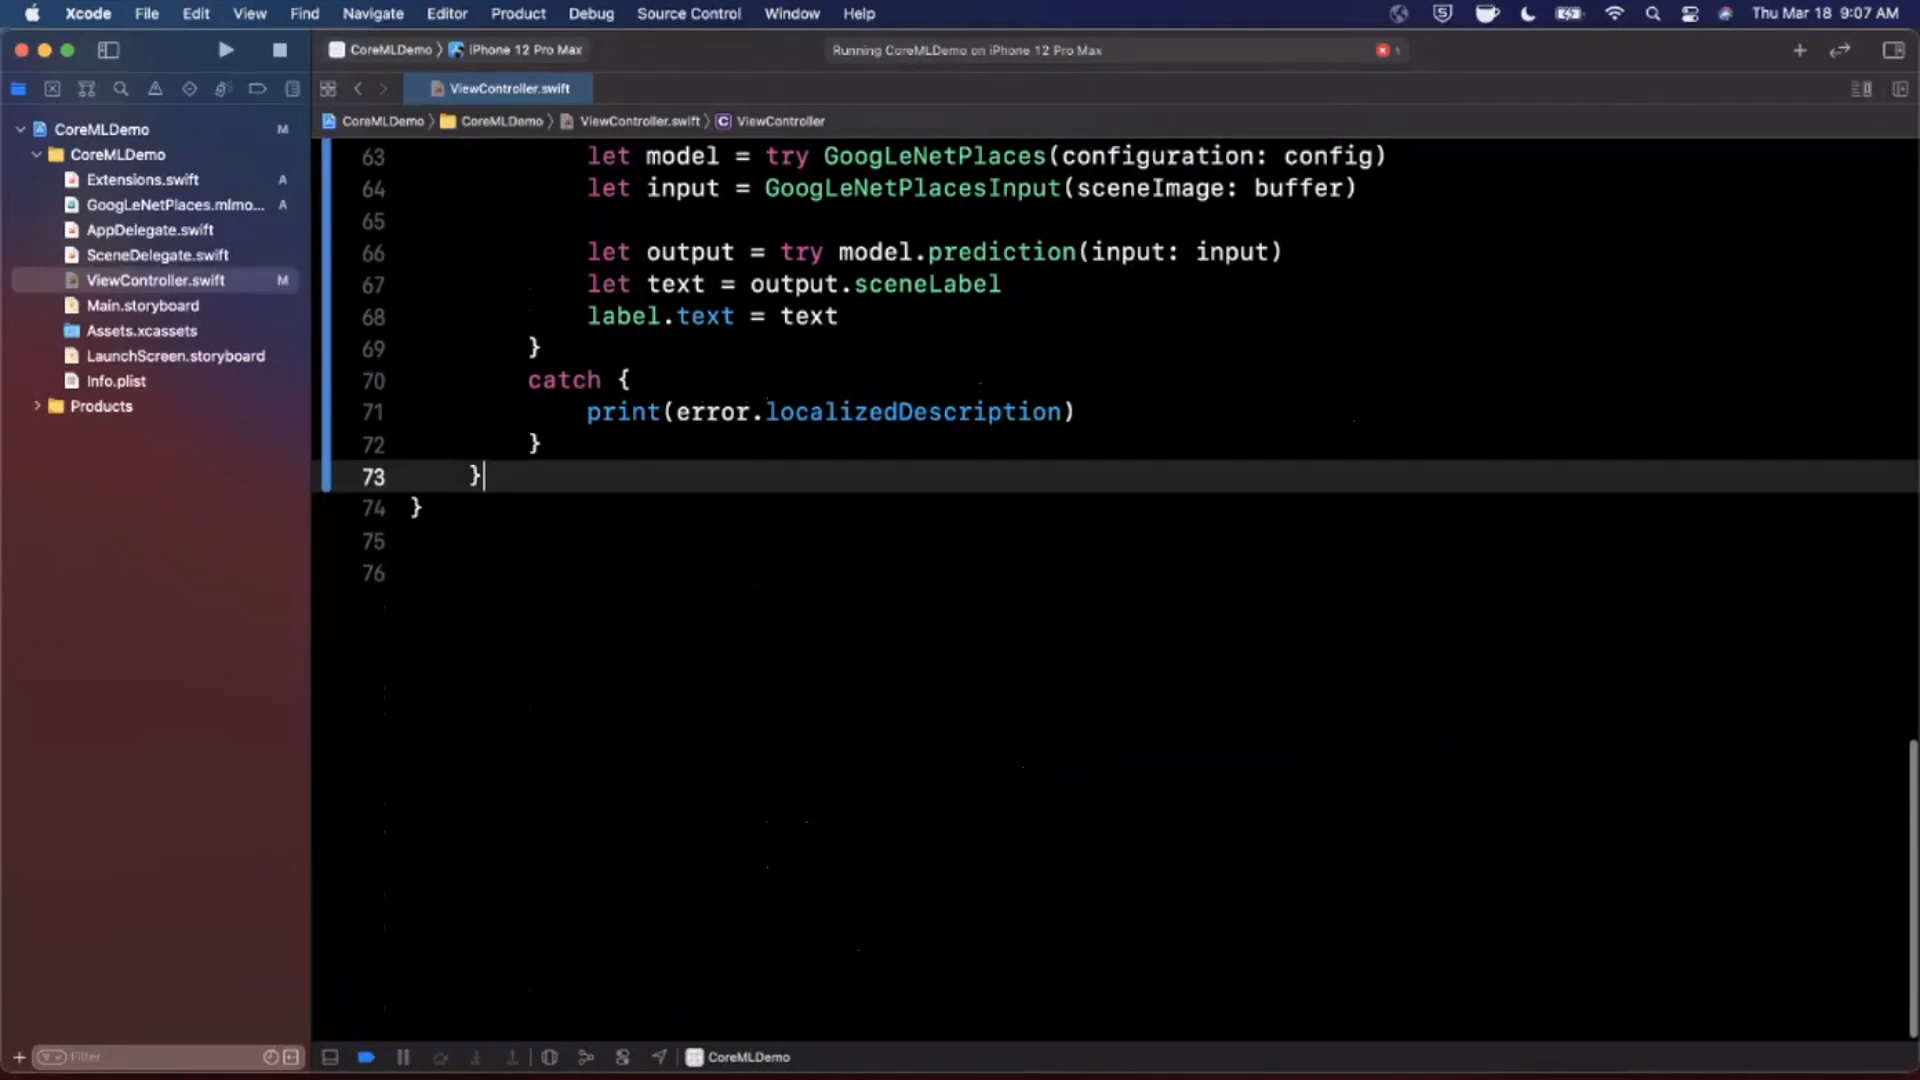 Xcode File Edit View Find Navigate Editor Product Debug Source Control Window Help Thu Mar 18 9:07 AM
CoreMLDemo iPhone 12 Pro Max Running CoreMLDemo on iPhone 12 Pro Max 1
ViewController.swift
CoreMLDemo CoreMLDemo ViewController.swift C ViewController
CoreMLDemo M
CoreMLDemo
Extensions.swift A
GoogLeNetPlaces.mlmo... A
AppDelegate.swift
SceneDelegate.swift
ViewController.swift M
Main.storyboard
Assets.xcassets
LaunchScreen.storyboard
Info.plist
Products
63 let model = try GoogLeNetPlaces(configuration: config)
64 let input = GoogLeNetPlacesInput(sceneImage: buffer)
65
66 let output = try model.prediction(input: input)
67 let text = output.sceneLabel
68 label.text = text
69 }
70 catch {
71 print(error.localizedDescription)
72 }
73 }
74 }
75
76
Filter CoreMLDemo